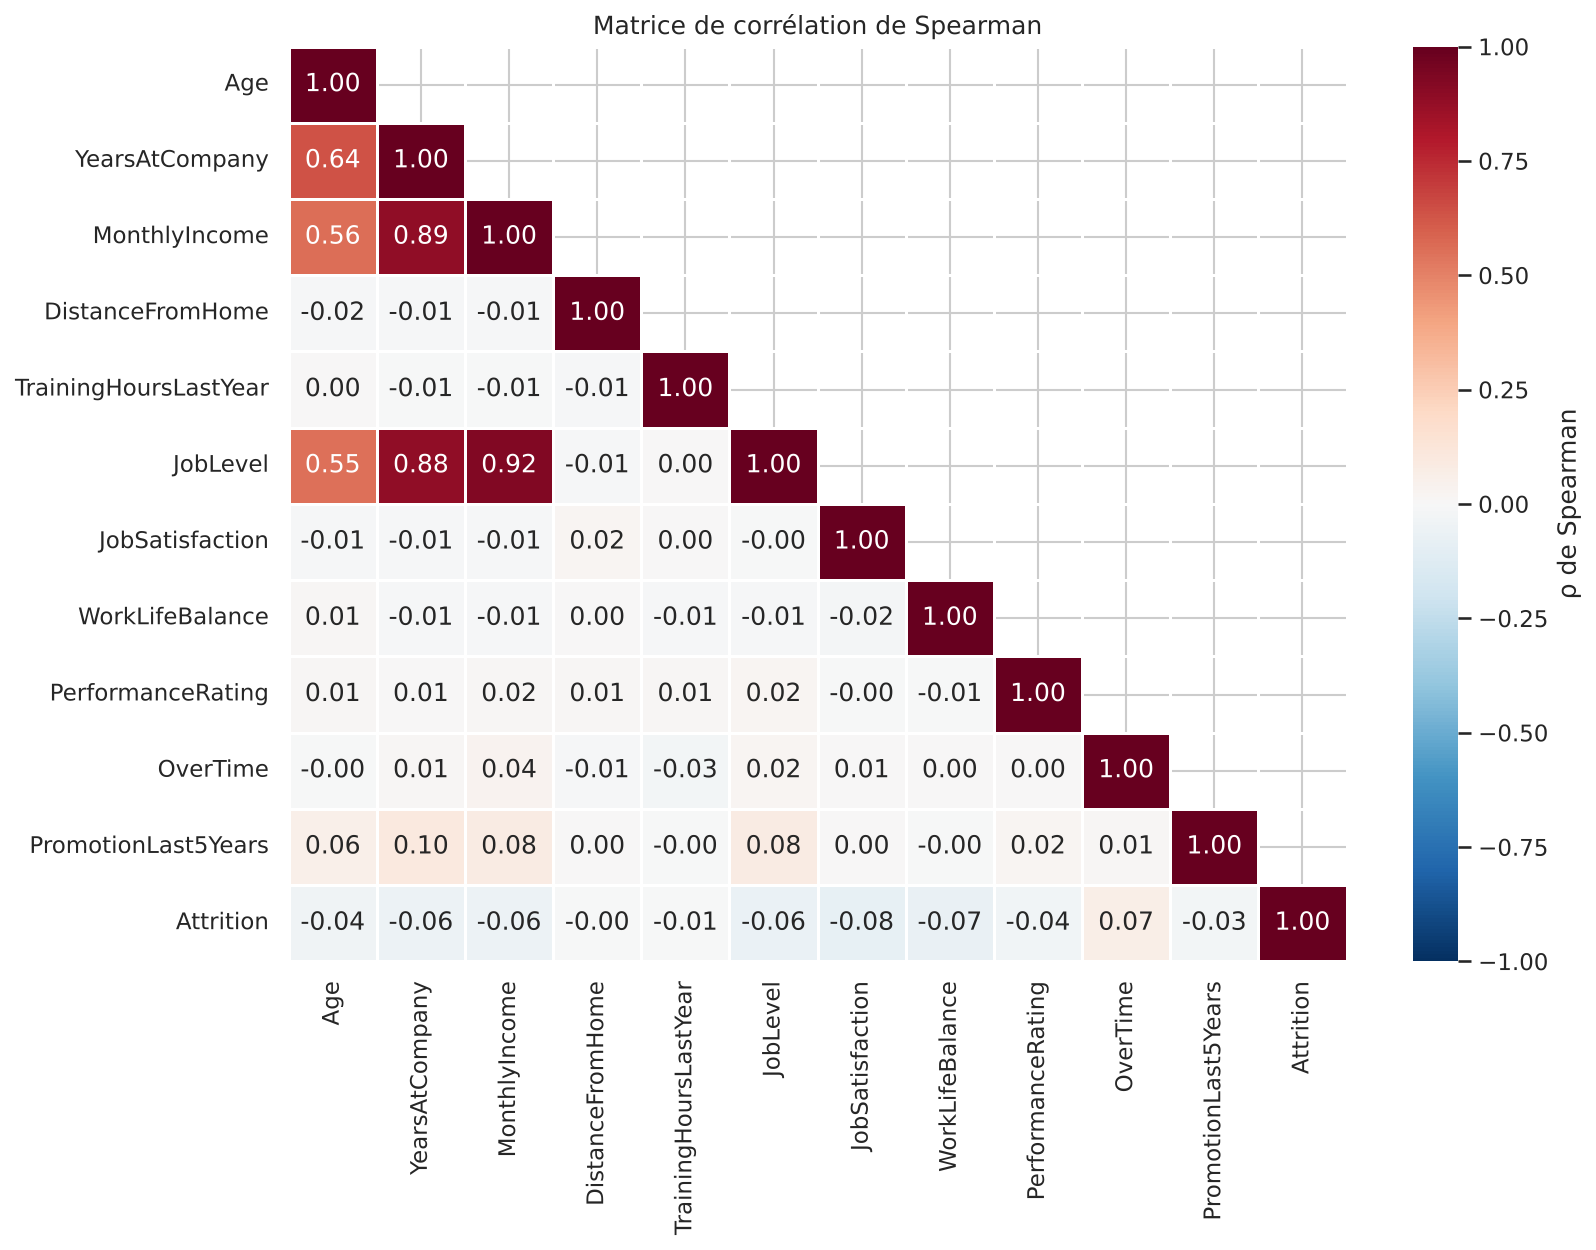 Matrice de corrélation de Spearman
Age 1.00
YearsAtCompany 0.64 1.00
MonthlyIncome 0.56 0.89 1.00
DistanceFromHome -0.02 -0.01 -0.01 1.00
TrainingHoursLastYear 0.00 -0.01 -0.01 -0.01 1.00
JobLevel 0.55 0.88 0.92 -0.01 0.00 1.00
JobSatisfaction -0.01 -0.01 -0.01 0.02 0.00 -0.00 1.00
WorkLifeBalance 0.01 -0.01 -0.01 0.00 -0.01 -0.01 -0.02 1.00
PerformanceRating 0.01 0.01 0.02 0.01 0.01 0.02 -0.00 -0.01 1.00
OverTime -0.00 0.01 0.04 -0.01 -0.03 0.02 0.01 0.00 0.00 1.00
PromotionLast5Years 0.06 0.10 0.08 0.00 -0.00 0.08 0.00 -0.00 0.02 0.01 1.00
Attrition -0.04 -0.06 -0.06 -0.00 -0.01 -0.06 -0.08 -0.07 -0.04 0.07 -0.03 1.00
Age
YearsAtCompany
MonthlyIncome
DistanceFromHome
TrainingHoursLastYear
JobLevel
JobSatisfaction
WorkLifeBalance
PerformanceRating
OverTime
PromotionLast5Years
Attrition
1.00
0.75
0.50
0.25
0.00
−0.25
−0.50
−0.75
−1.00
ρ de Spearman